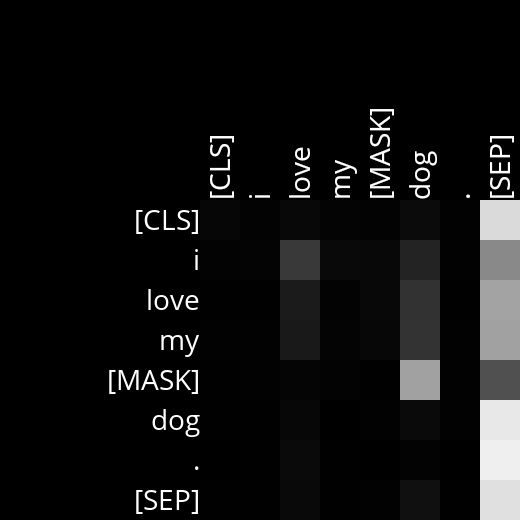 [CLS] i love my [MASK] dog . [SEP]
[CLS]
i
love
my
[MASK]
dog
.
[SEP]